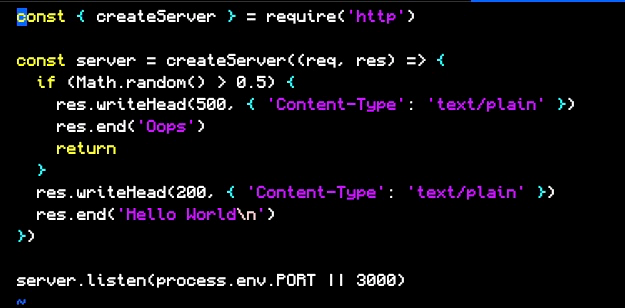 const { createServer } = require('http')

const server = createServer((req, res) => {
  if (Math.random() > 0.5) {
    res.writeHead(500, { 'Content-Type': 'text/plain' })
    res.end('Oops')
    return
  }
  res.writeHead(200, { 'Content-Type': 'text/plain' })
  res.end('Hello World\n')
})

server.listen(process.env.PORT || 3000)
~